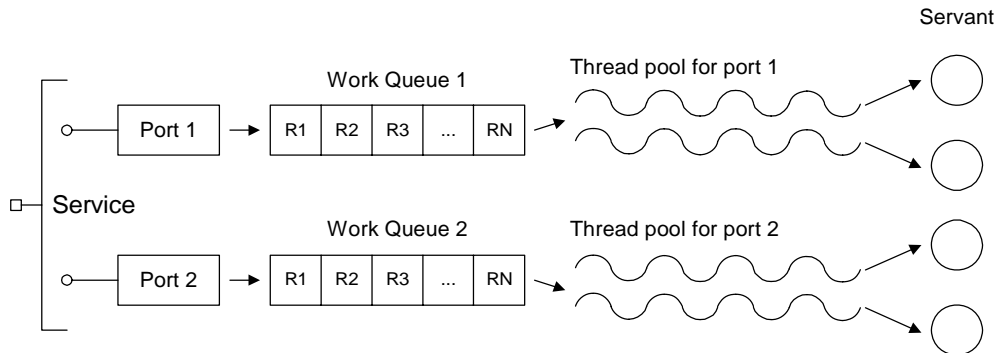 Servant
Work Queue 1
Thread pool for port 1
Port 1
R1 R2 R3 ... RN
Service
Work Queue 2
Thread pool for port 2
Port 2
R1 R2 R3 ... RN